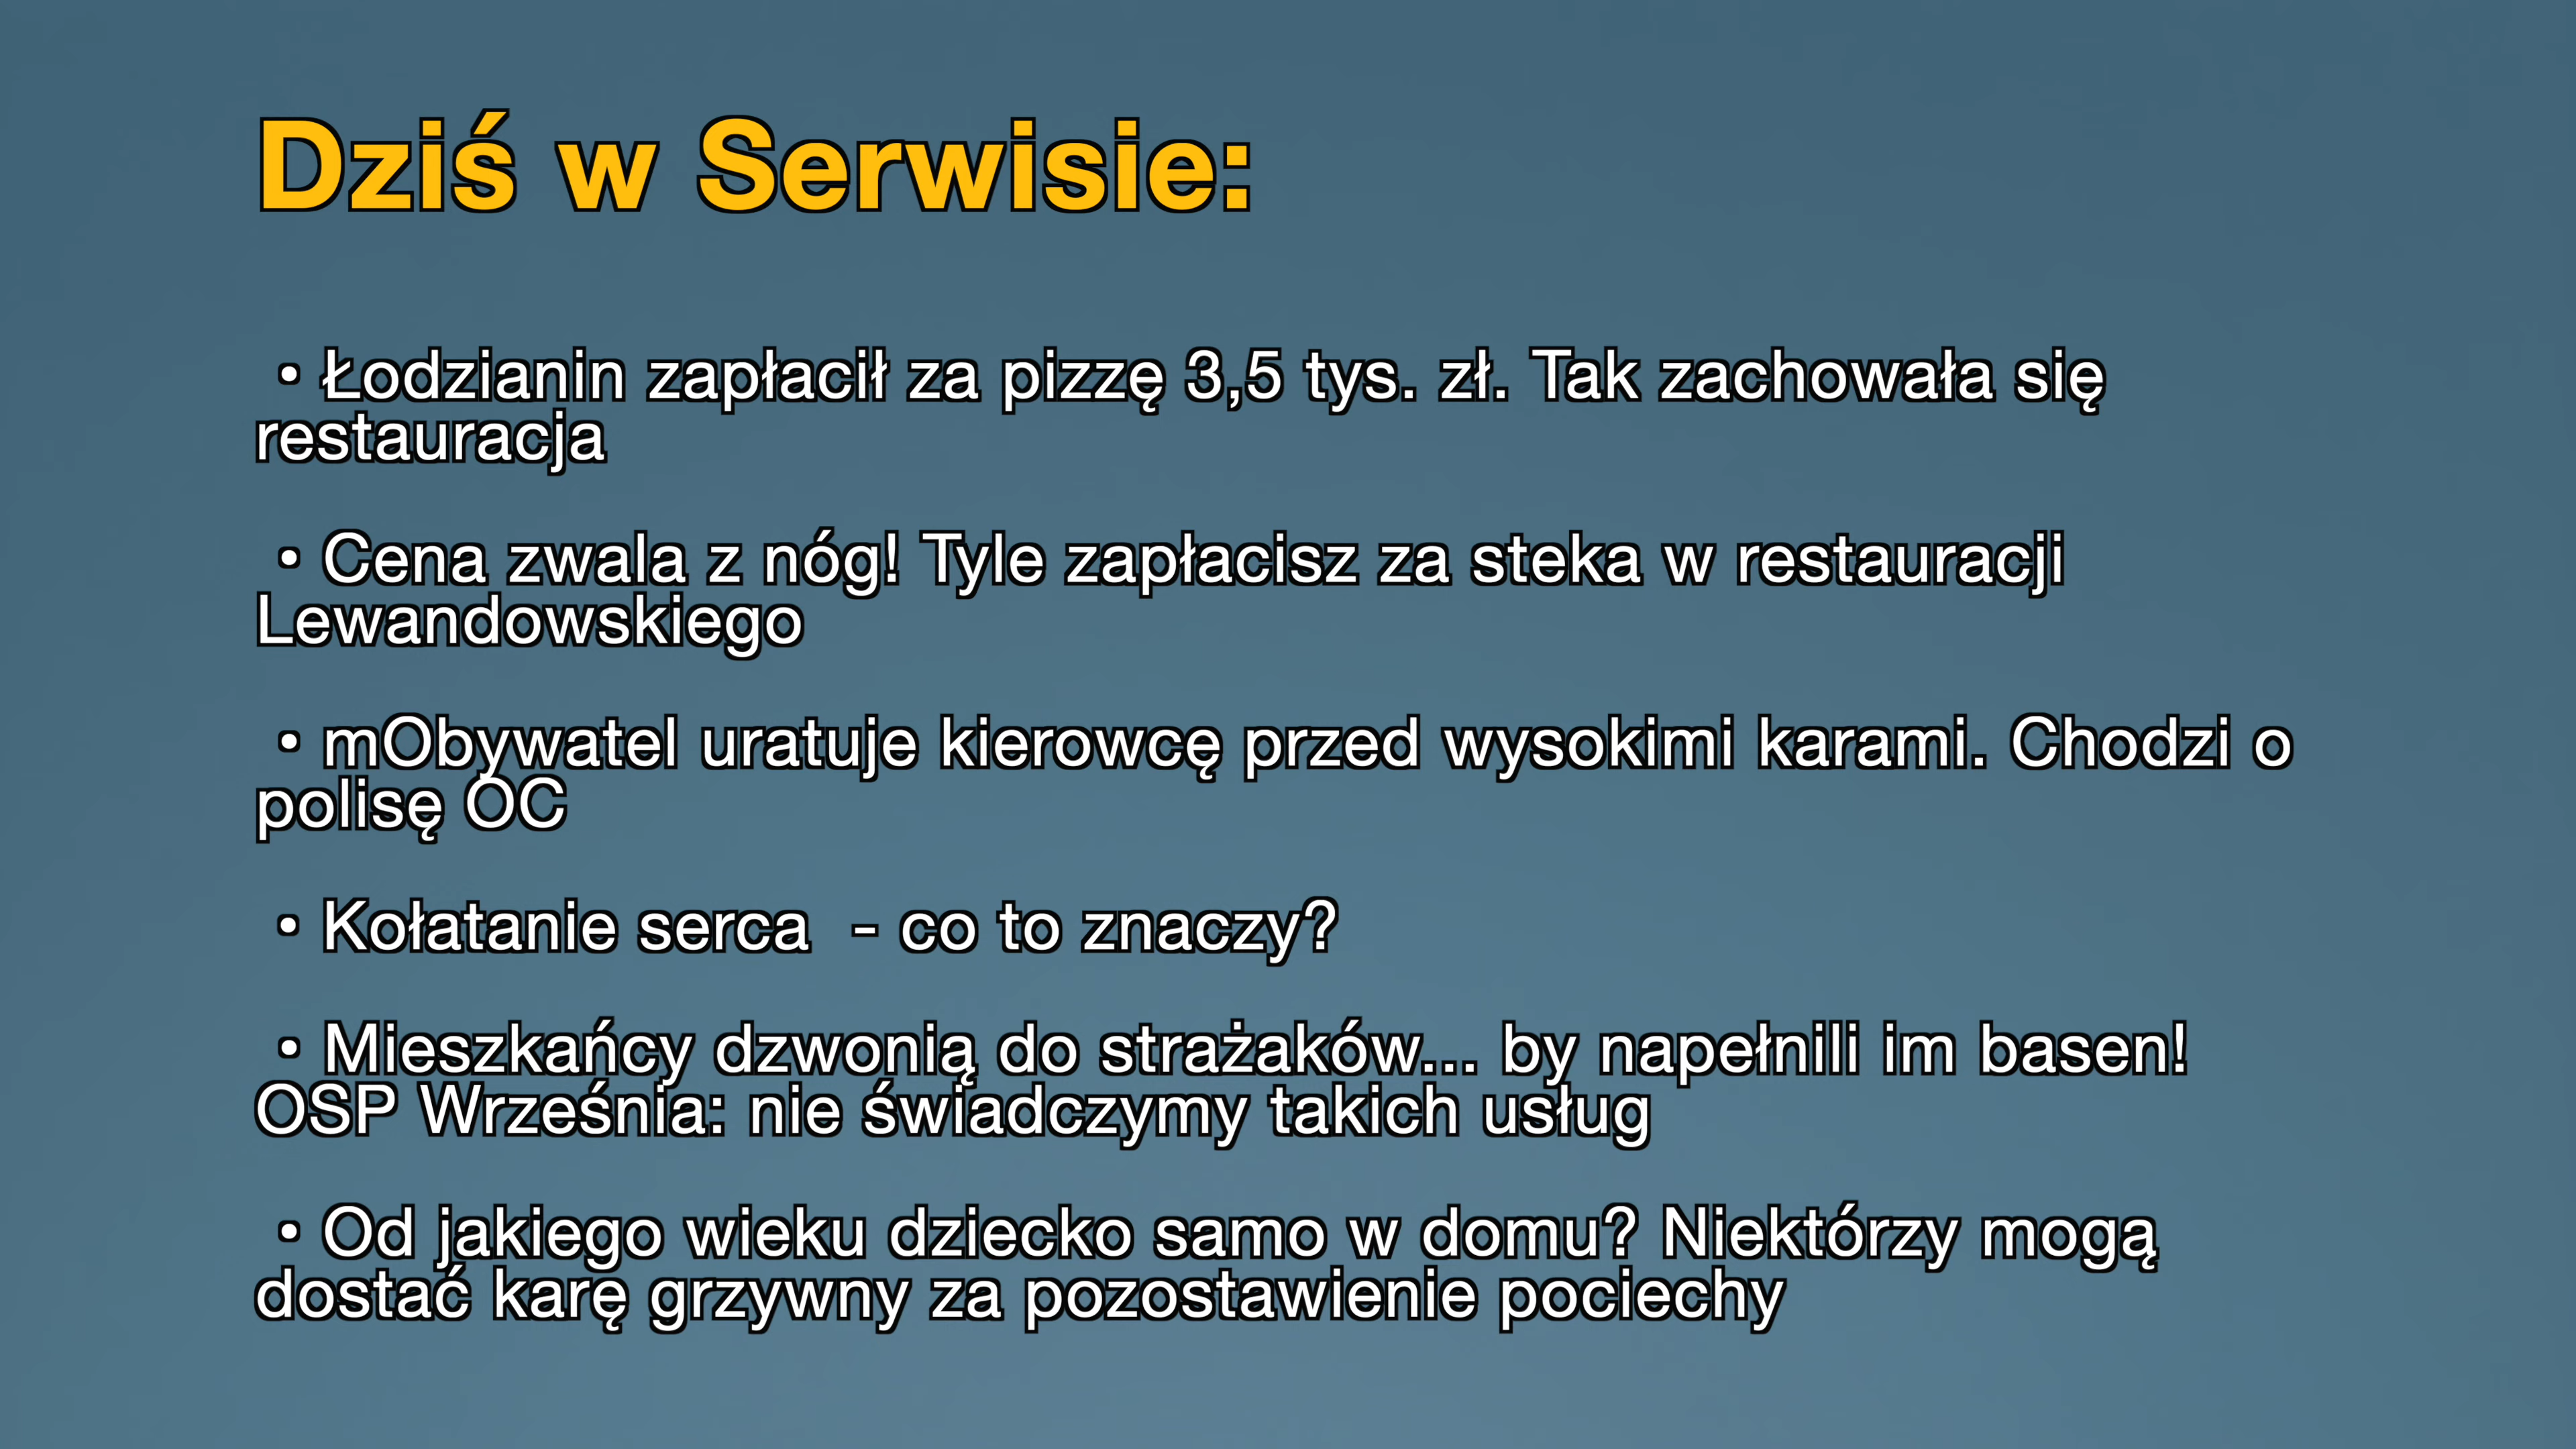 Dziś w Serwisie:
• Łodzianin zapłacił za pizzę 3,5 tys. zł. Tak zachowała się
restauracja
• Cena zwala z nóg! Tyle zapłacisz za steka w restauracji
Lewandowskiego
• mObywatel uratuje kierowcę przed wysokimi karami. Chodzi o
polisę OC
• Kołatanie serca  - co to znaczy?
• Mieszkańcy dzwonią do strażaków... by napełnili im basen!
OSP Września: nie świadczymy takich usług
• Od jakiego wieku dziecko samo w domu? Niektórzy mogą
dostać karę grzywny za pozostawienie pociechy